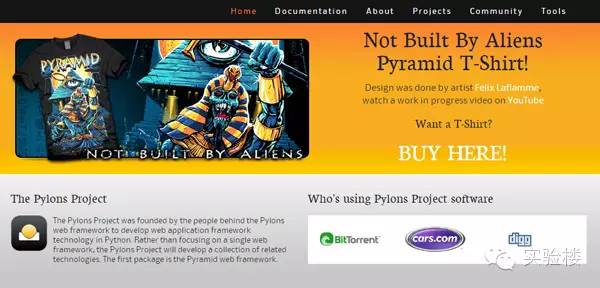 Home Documentation About Projects Community Tools
PYRAMID
NOT BUILT BY ALIENS
Not Built By Aliens
Pyramid T-Shirt!
Design was done by artist Felix Laflamme,
watch a work in progress video on YouTube
Want a T-Shirt?
BUY HERE!
The Pylons Project
The Pylons Project was founded by the people behind the Pylons
web framework to develop web application framework
technology in Python. Rather than focusing on a single web
framework, the Pylons Project will develop a collection of related
technologies. The first package is the Pyramid web framework.
Who's using Pylons Project software
BitTorrent
cars.com
digg
实验楼